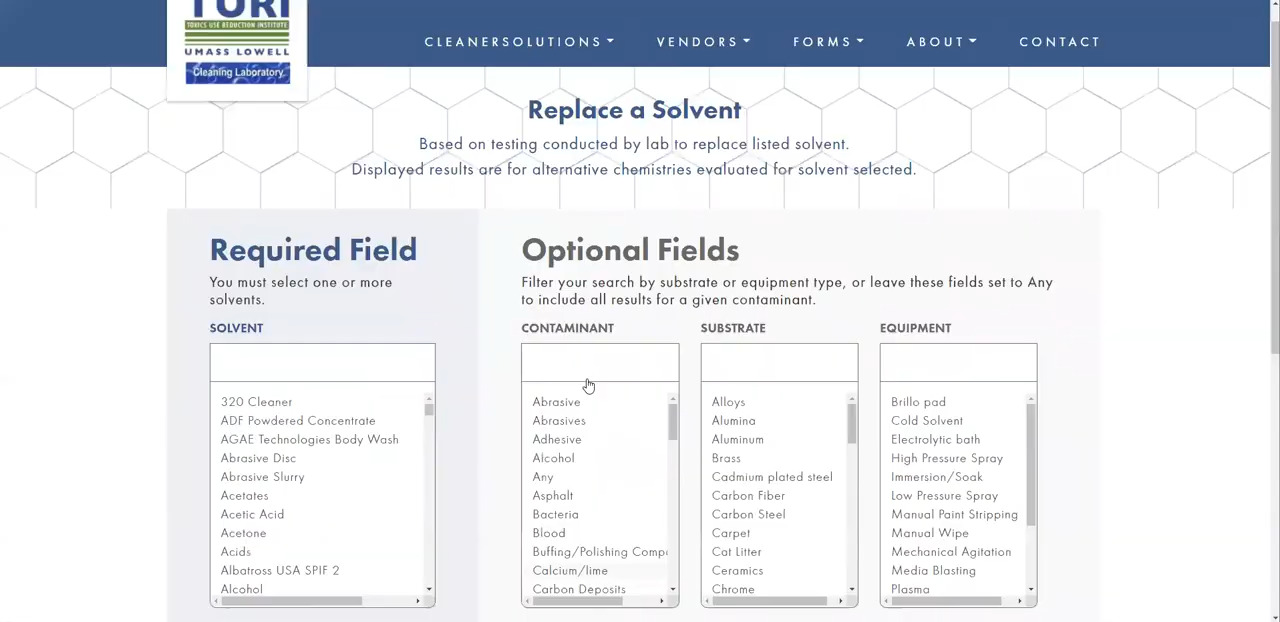 TURI
TOXICS USE REDUCTION INSTITUTE
UMASS LOWELL
Cleaning Laboratory
CLEANERSOLUTIONS
VENDORS
FORMS
ABOUT
CONTACT
Replace a Solvent
Based on testing conducted by lab to replace listed solvent.
Displayed results are for alternative chemistries evaluated for solvent selected.
Required Field
You must select one or more
solvents.
SOLVENT
320 Cleaner
ADF Powdered Concentrate
AGAE Technologies Body Wash
Abrasive Disc
Abrasive Slurry
Acetates
Acetic Acid
Acetone
Acids
Albatross USA SPIF 2
Alcohol
Optional Fields
Filter your search by substrate or equipment type, or leave these fields set to Any
to include all results for a given contaminant.
CONTAMINANT
Abrasive
Abrasives
Adhesive
Alcohol
Any
Asphalt
Bacteria
Blood
Buffing/Polishing Compo
Calcium/lime
Carbon Deposits
SUBSTRATE
Alloys
Alumina
Aluminum
Brass
Cadmium plated steel
Carbon Fiber
Carbon Steel
Carpet
Cat Litter
Ceramics
Chrome
EQUIPMENT
Brillo pad
Cold Solvent
Electrolytic bath
High Pressure Spray
Immersion/Soak
Low Pressure Spray
Manual Paint Stripping
Manual Wipe
Mechanical Agitation
Media Blasting
Plasma